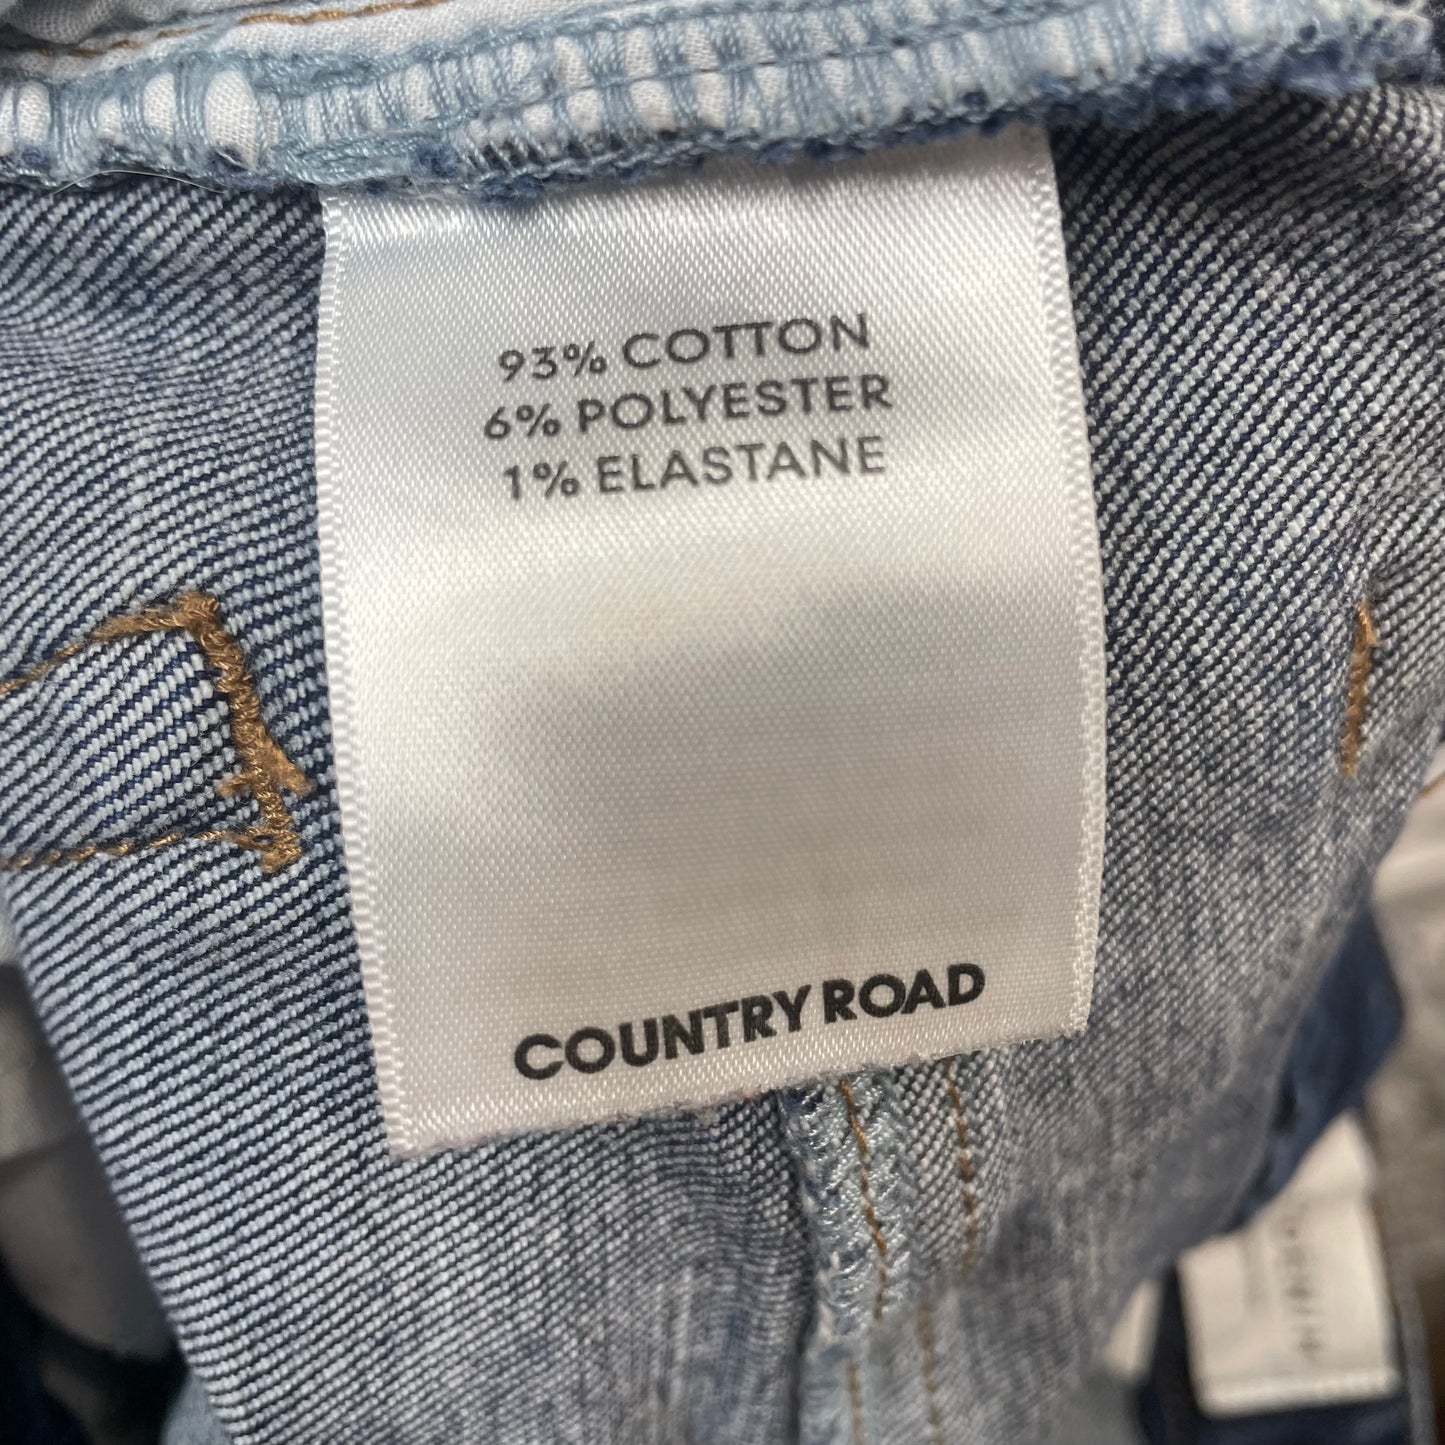 93% COTTON
6% POLYESTER
1% ELASTANE
COUNTRY ROAD